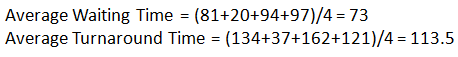 Average Waiting Time = (81+20+94+97)/4 = 73
Average Turnaround Time = (134+37+162+121)/4 = 113.5